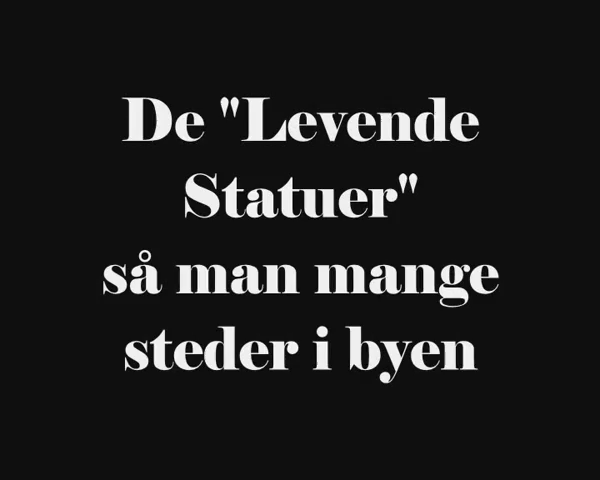 De "Levende
Statuer"
så man mange
steder i byen